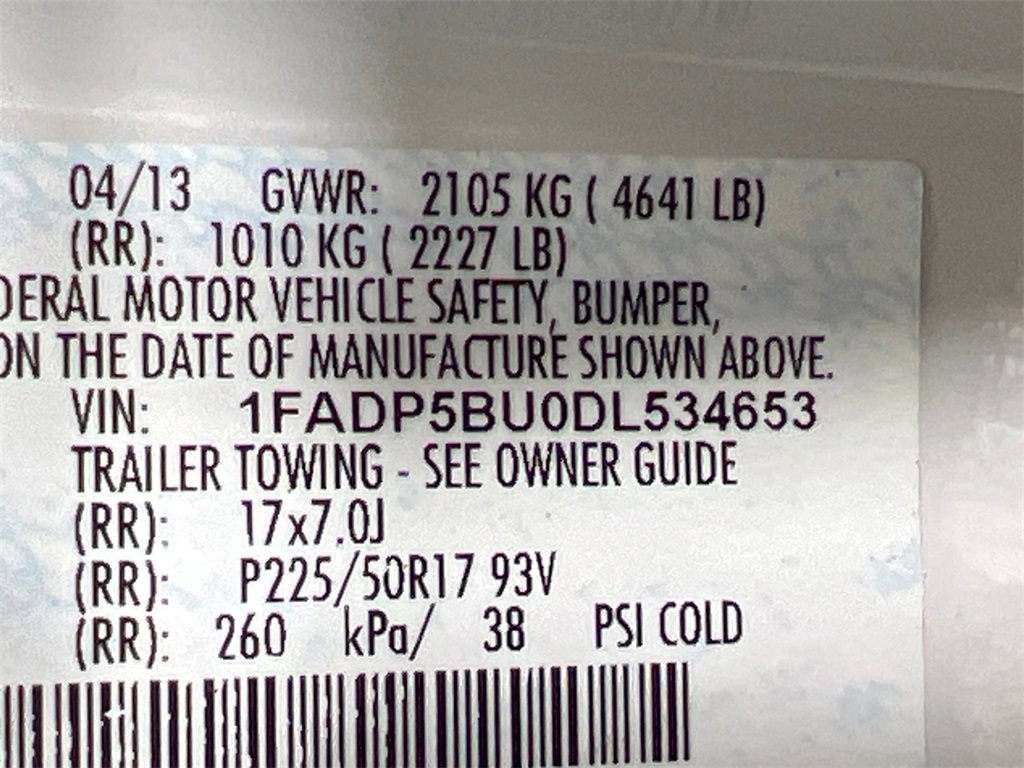 04/13 GVWR: 2105 KG ( 4641 LB)
(RR): 1010 KG ( 2227 LB)
DERAL MOTOR VEHICLE SAFETY, BUMPER,
ON THE DATE OF MANUFACTURE SHOWN ABOVE.
VIN: 1FADP5BU0DL534653
TRAILER TOWING - SEE OWNER GUIDE
(RR): 17x7.0J
(RR): P225/50R17 93V
(RR): 260 kPa/ 38 PSI COLD